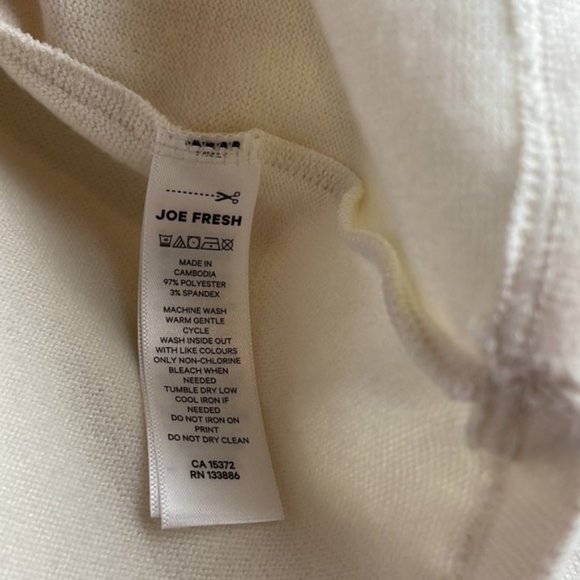 JOE FRESH
MADE IN
CAMBODIA
97% POLYESTER
3% SPANDEX
MACHINE WASH
WARM GENTLE
CYCLE
WASH INSIDE OUT
WITH LIKE COLOURS
ONLY NON-CHLORINE
BLEACH WHEN
NEEDED
TUMBLE DRY LOW
COOL IRON IF
NEEDED
DO NOT IRON ON
PRINT
DO NOT DRY CLEAN
CA 15372
RN 133886